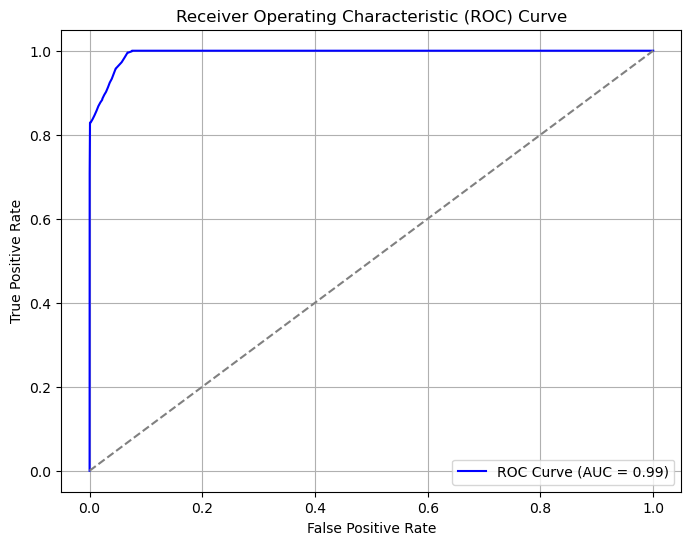 Receiver Operating Characteristic (ROC) Curve
1.0
0.8
0.6
0.4
0.2
0.0
True Positive Rate
ROC Curve (AUC = 0.99)
0.0 0.2 0.4 0.6 0.8 1.0
False Positive Rate